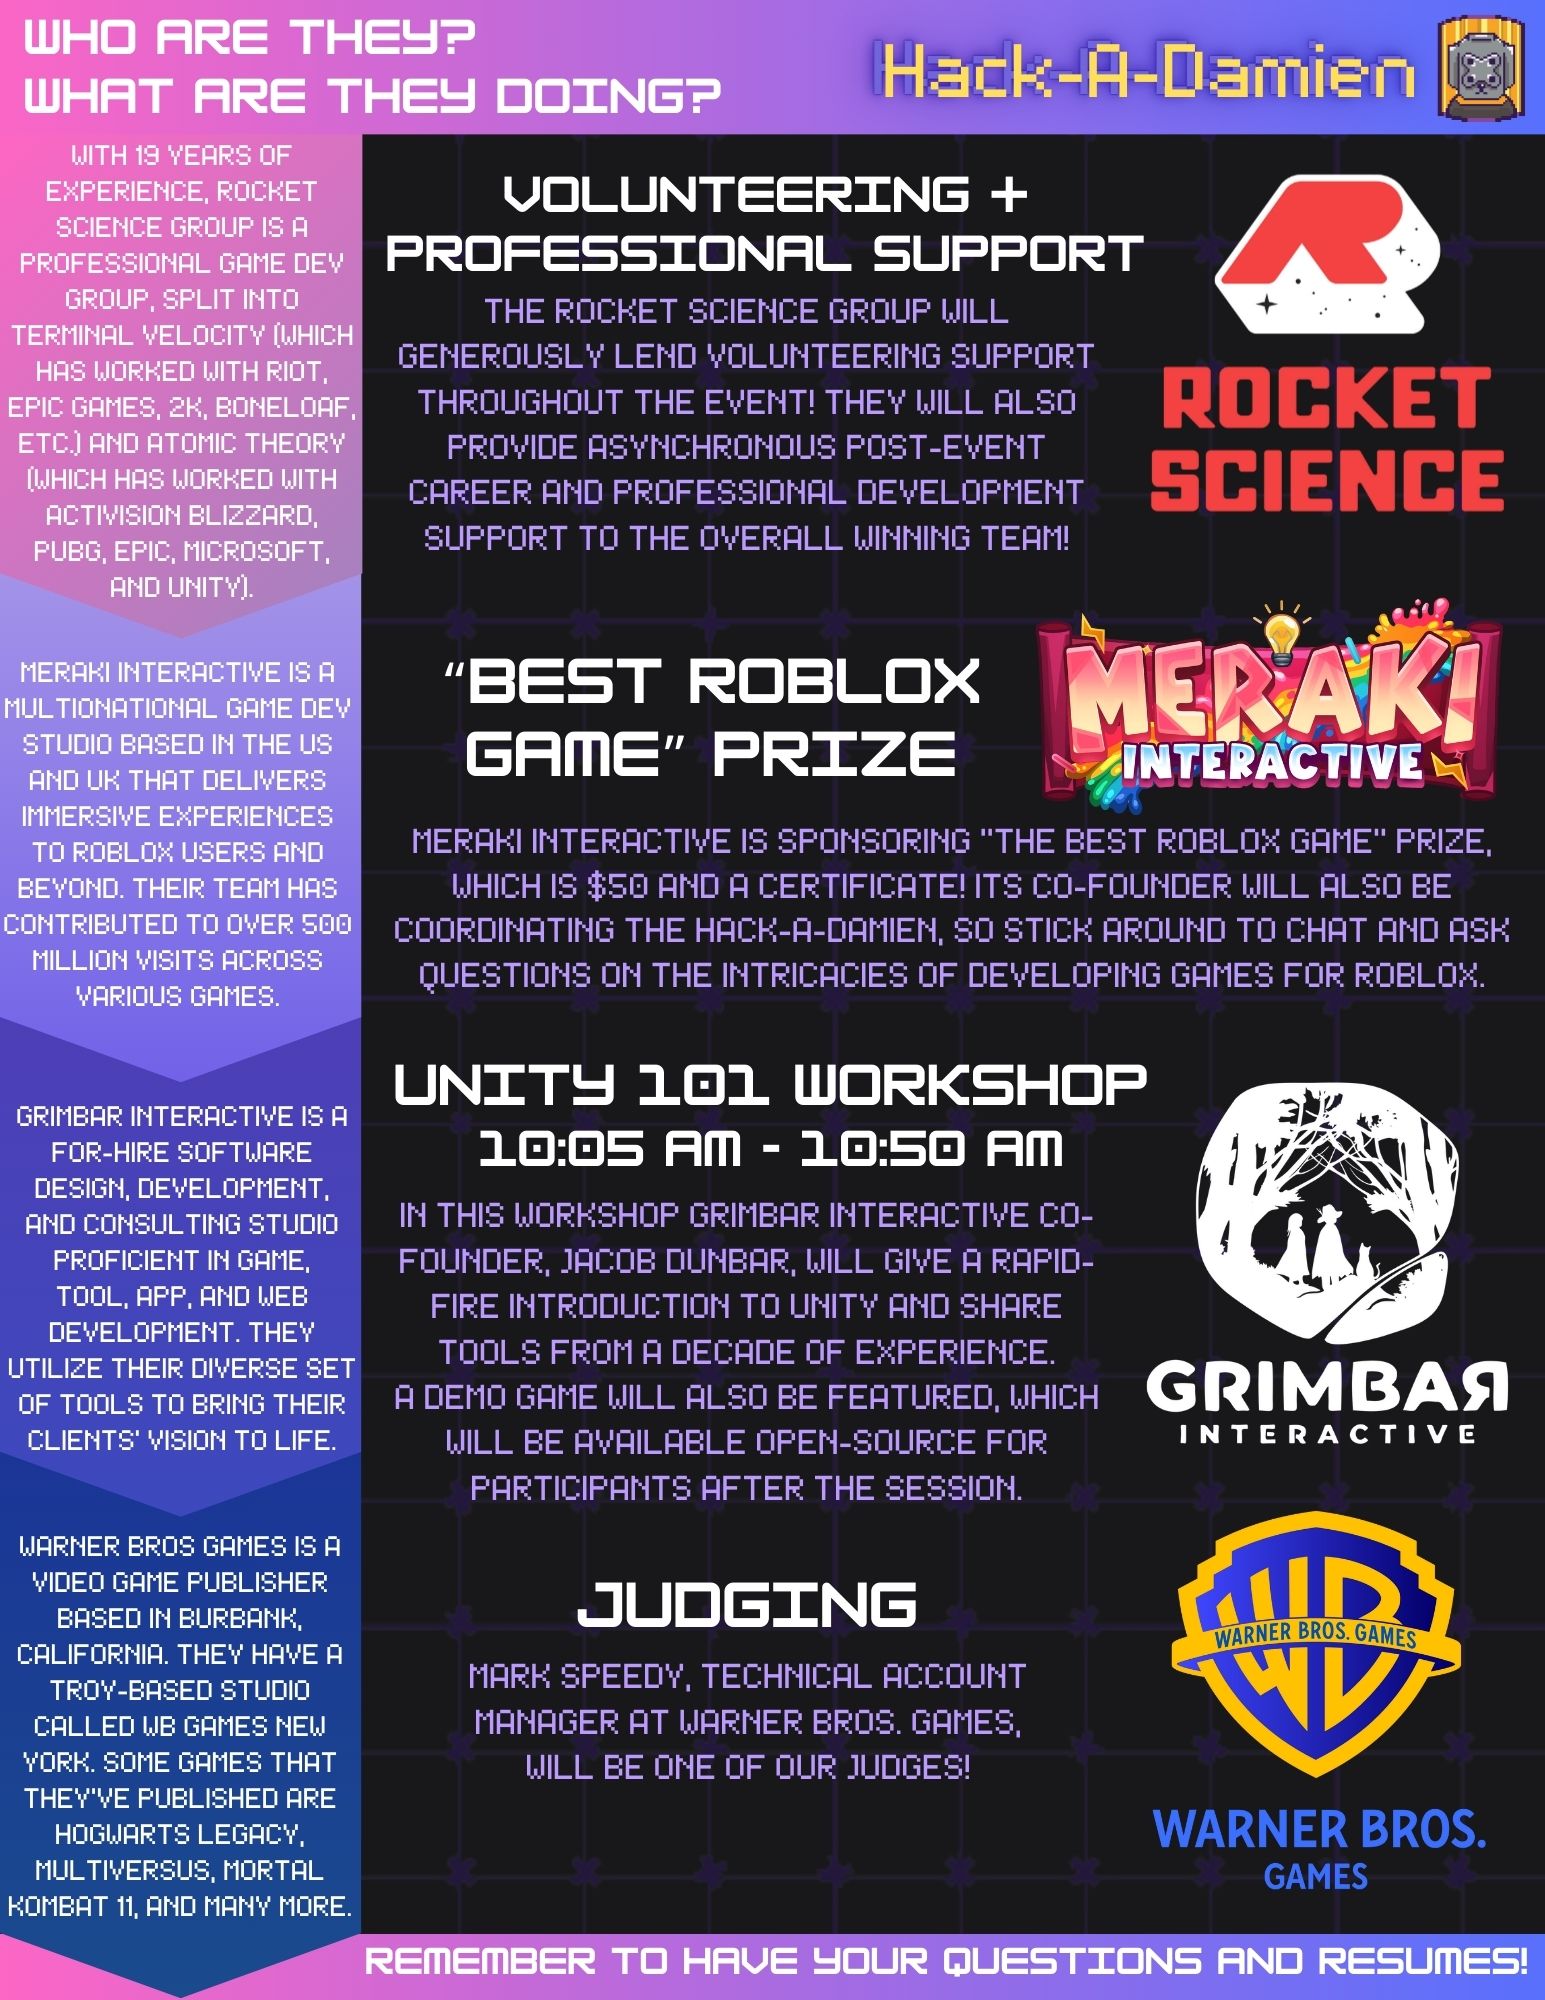 WHO ARE THEY?
WHAT ARE THEY DOING?
Hack-A-Damien
WITH 19 YEARS OF
EXPERIENCE, ROCKET
SCIENCE GROUP IS A
PROFESSIONAL GAME DEV
GROUP, SPLIT INTO
TERMINAL VELOCITY (WHICH
HAS WORKED WITH RIOT,
EPIC GAMES, 2K, BONELOAF,
ETC.) AND ATOMIC THEORY
(WHICH HAS WORKED WITH
ACTIVISION BLIZZARD,
PUBG, EPIC, MICROSOFT,
AND UNITY).
VOLUNTEERING +
PROFESSIONAL SUPPORT
THE ROCKET SCIENCE GROUP WILL
GENEROUSLY LEND VOLUNTEERING SUPPORT
THROUGHOUT THE EVENT! THEY WILL ALSO
PROVIDE ASYNCHRONOUS POST-EVENT
CAREER AND PROFESSIONAL DEVELOPMENT
SUPPORT TO THE OVERALL WINNING TEAM!
R
ROCKET
SCIENCE
MERAKI INTERACTIVE IS A
MULTIONATIONAL GAME DEV
STUDIO BASED IN THE US
AND UK THAT DELIVERS
IMMERSIVE EXPERIENCES
TO ROBLOX USERS AND
BEYOND. THEIR TEAM HAS
CONTRIBUTED TO OVER 500
MILLION VISITS ACROSS
VARIOUS GAMES.
“BEST ROBLOX
GAME” PRIZE
MERAKI
INTERACTIVE
MERAKI INTERACTIVE IS SPONSORING "THE BEST ROBLOX GAME" PRIZE,
WHICH IS $50 AND A CERTIFICATE! ITS CO-FOUNDER WILL ALSO BE
COORDINATING THE HACK-A-DAMIEN, SO STICK AROUND TO CHAT AND ASK
QUESTIONS ON THE INTRICACIES OF DEVELOPING GAMES FOR ROBLOX.
GRIMBAR INTERACTIVE IS A
FOR-HIRE SOFTWARE
DESIGN, DEVELOPMENT,
AND CONSULTING STUDIO
PROFICIENT IN GAME,
TOOL, APP, AND WEB
DEVELOPMENT. THEY
UTILIZE THEIR DIVERSE SET
OF TOOLS TO BRING THEIR
CLIENTS' VISION TO LIFE.
UNITY 101 WORKSHOP
10:05 AM - 10:50 AM
IN THIS WORKSHOP GRIMBAR INTERACTIVE CO-
FOUNDER, JACOB DUNBAR, WILL GIVE A RAPID-
FIRE INTRODUCTION TO UNITY AND SHARE
TOOLS FROM A DECADE OF EXPERIENCE.
A DEMO GAME WILL ALSO BE FEATURED, WHICH
WILL BE AVAILABLE OPEN-SOURCE FOR
PARTICIPANTS AFTER THE SESSION.
GRIMBAR
INTERACTIVE
WARNER BROS GAMES IS A
VIDEO GAME PUBLISHER
BASED IN BURBANK,
CALIFORNIA. THEY HAVE A
TROY-BASED STUDIO
CALLED WB GAMES NEW
YORK. SOME GAMES THAT
THEY'VE PUBLISHED ARE
HOGWARTS LEGACY,
MULTIVERSUS, MORTAL
KOMBAT 11, AND MANY MORE.
JUDGING
MARK SPEEDY, TECHNICAL ACCOUNT
MANAGER AT WARNER BROS. GAMES,
WILL BE ONE OF OUR JUDGES!
WB
WARNER BROS. GAMES
WARNER BROS.
GAMES
REMEMBER TO HAVE YOUR QUESTIONS AND RESUMES!